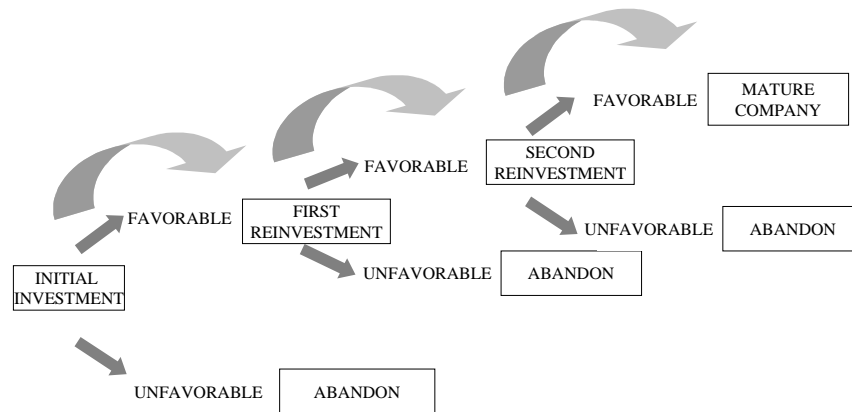 FAVORABLE
MATURE
COMPANY
FAVORABLE
SECOND
REINVESTMENT
FAVORABLE
FIRST
REINVESTMENT
UNFAVORABLE
ABANDON
UNFAVORABLE
ABANDON
INITIAL
INVESTMENT
UNFAVORABLE
ABANDON